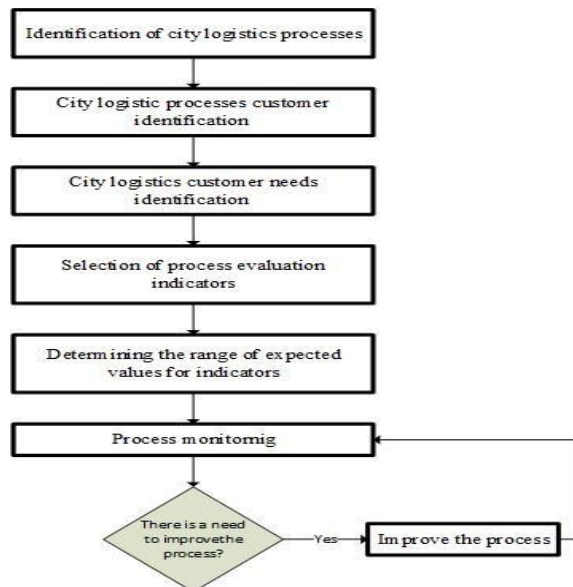 Identification of city logistics processes
City logistic processes customer
identification
City logistics customer needs
identification
Selection of process evaluation
indicators
Determining the range of expected
values for indicators
Process monitornig
There is a need
to improvethe
process?
Yes
Improve the process